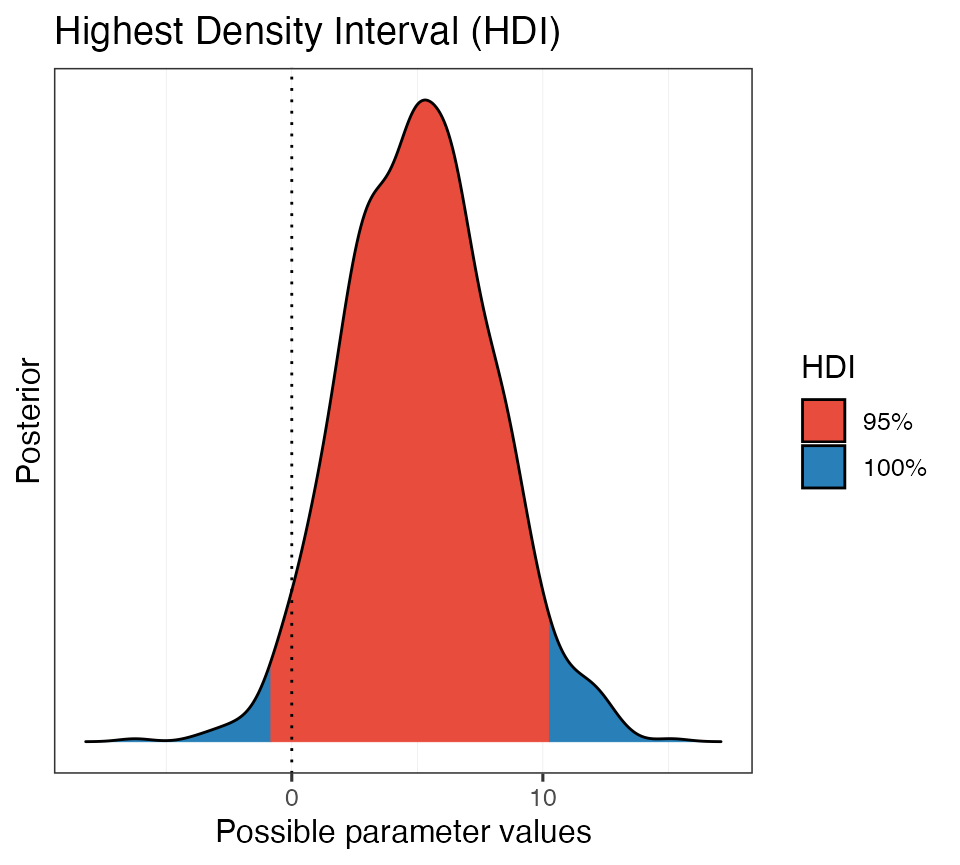 Highest Density Interval (HDI)
Posterior
HDI
95%
100%
0
10
Possible parameter values